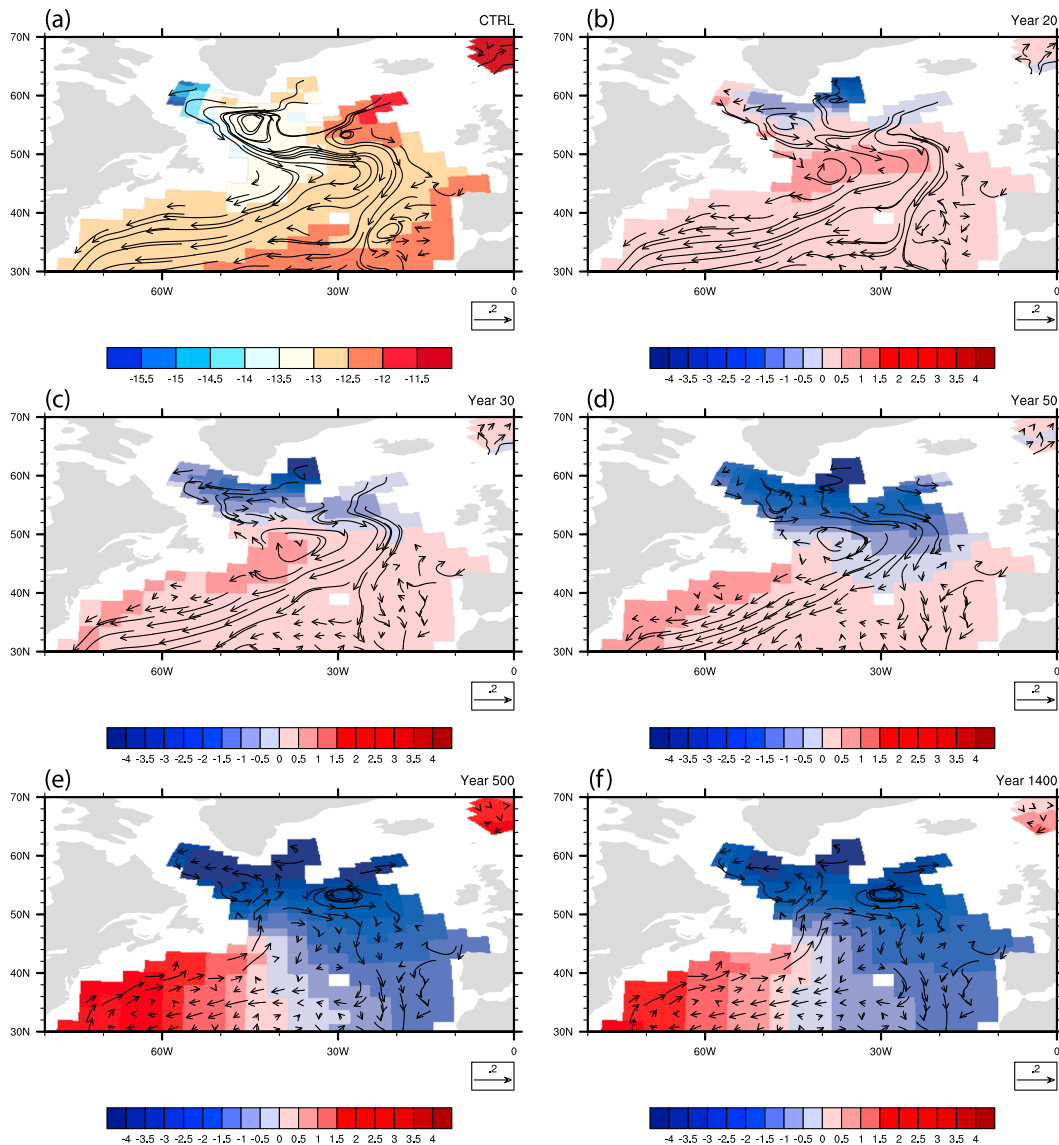 (a) CTRL (b) Year 20
70N 70N
60N 60N
50N 50N
40N 40N
30N 30N
60W 30W 0 60W 30W 0
.2 .2
-15.5 -15 -14.5 -14 -13.5 -13 -12.5 -12 -11.5 -4 -3.5 -3 -2.5 -2 -1.5 -1 -0.5 0 0.5 1 1.5 2 2.5 3 3.5 4
(c) Year 30 (d) Year 50
70N 70N
60N 60N
50N 50N
40N 40N
30N 30N
60W 30W 0 60W 30W 0
.2 .2
-4 -3.5 -3 -2.5 -2 -1.5 -1 -0.5 0 0.5 1 1.5 2 2.5 3 3.5 4 -4 -3.5 -3 -2.5 -2 -1.5 -1 -0.5 0 0.5 1 1.5 2 2.5 3 3.5 4
(e) Year 500 (f) Year 1400
70N 70N
60N 60N
50N 50N
40N 40N
30N 30N
60W 30W 0 60W 30W 0
.2 .2
-4 -3.5 -3 -2.5 -2 -1.5 -1 -0.5 0 0.5 1 1.5 2 2.5 3 3.5 4 -4 -3.5 -3 -2.5 -2 -1.5 -1 -0.5 0 0.5 1 1.5 2 2.5 3 3.5 4